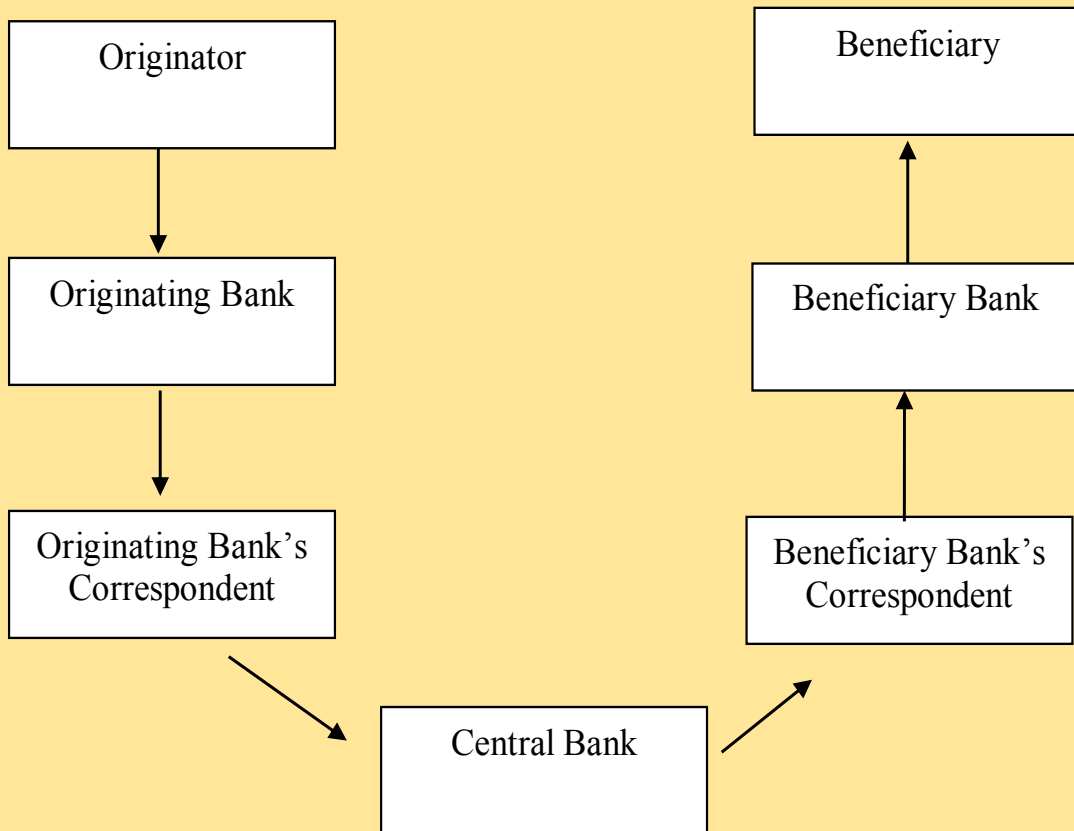 Originator
Originating Bank
Originating Bank’s
Correspondent
Central Bank
Beneficiary Bank’s
Correspondent
Beneficiary Bank
Beneficiary